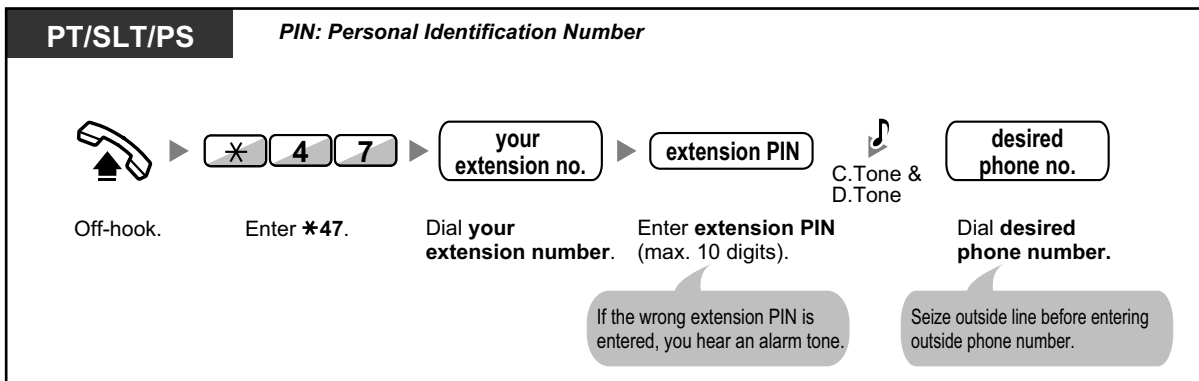 PT/SLT/PS
PIN: Personal Identification Number
✳ 4 7
your
extension no.
extension PIN
C.Tone &
D.Tone
desired
phone no.
Off-hook.
Enter ✳47.
Dial your
extension number.
Enter extension PIN
(max. 10 digits).
Dial desired
phone number.
If the wrong extension PIN is
entered, you hear an alarm tone.
Seize outside line before entering
outside phone number.